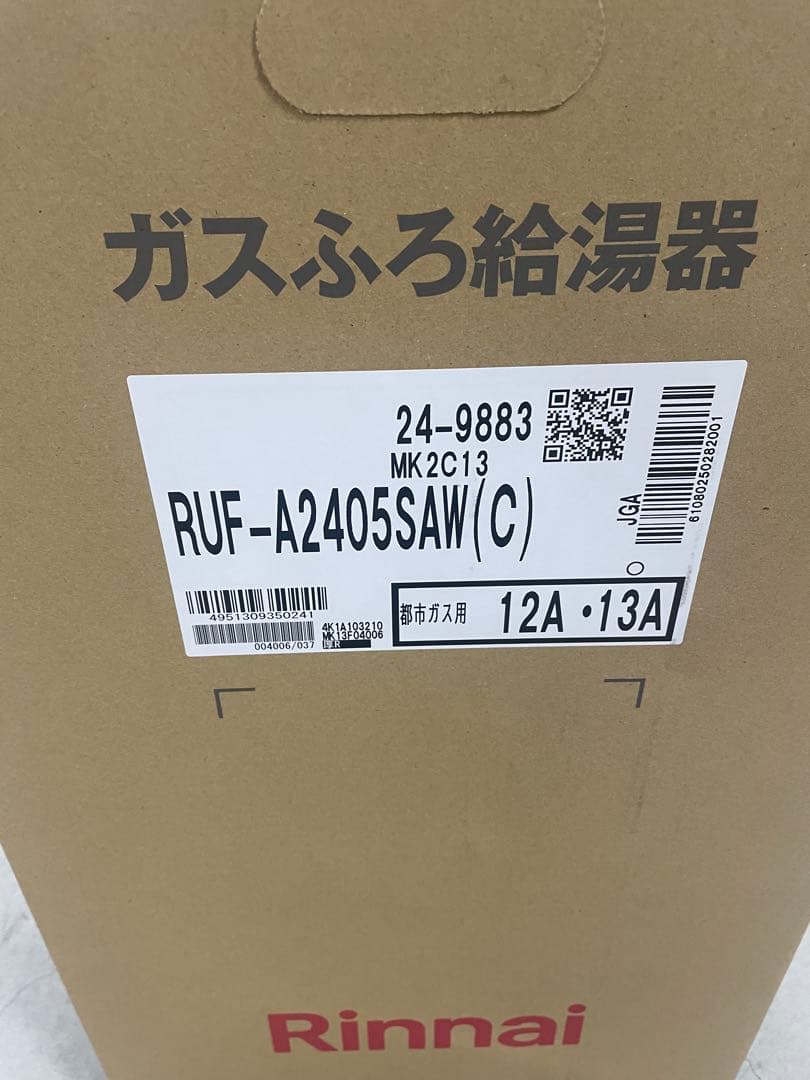 ガスふろ給湯器
24-9883
MK2C13
RUF-A2405SAW(C)
JGA
61080250282001
4951309350241
004006/037
4K1A103210
MK13F04006
都市ガス用 12A・13A
Rinnai